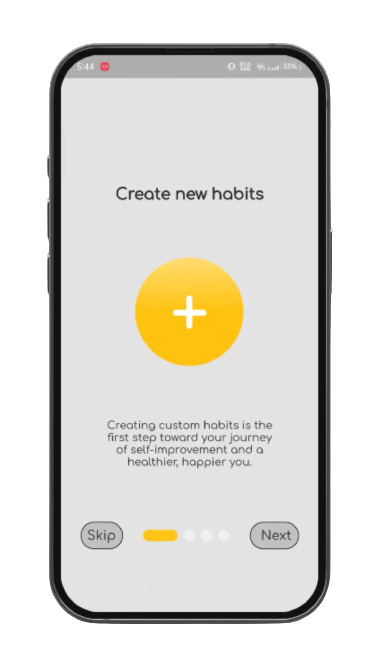 5:44
Create new habits
Creating custom habits is the
first step toward your journey
of self-improvement and a
healthier, happier you.
Skip
Next